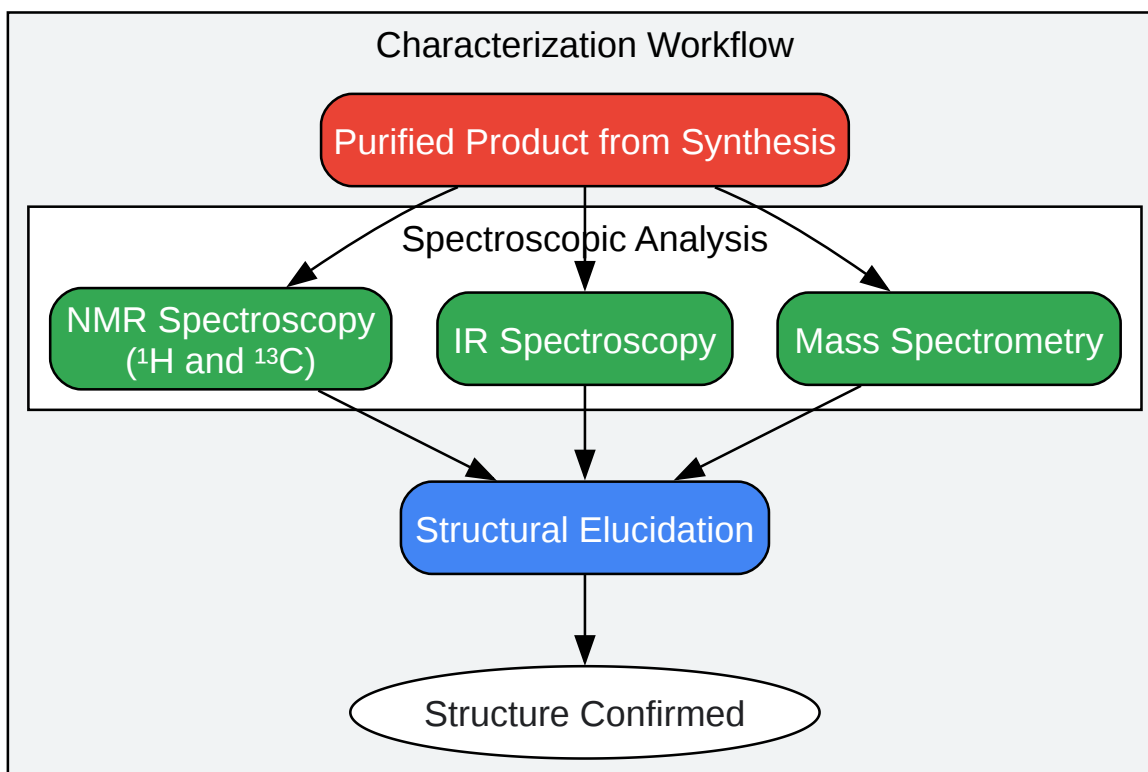 Characterization Workflow
Purified Product from Synthesis
Spectroscopic Analysis
NMR Spectroscopy
(¹H and ¹³C)
IR Spectroscopy
Mass Spectrometry
Structural Elucidation
Structure Confirmed